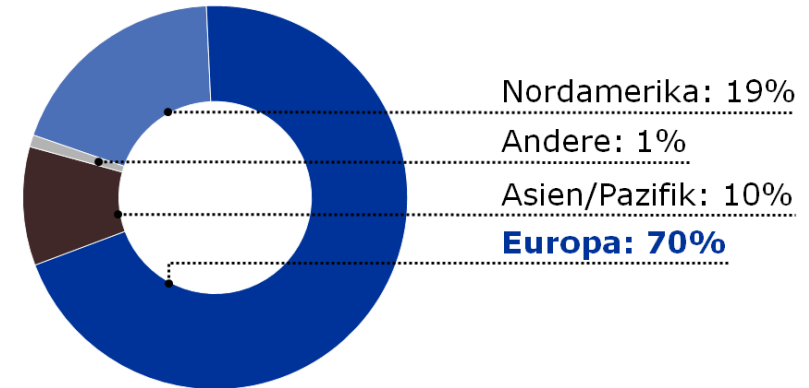 Nordamerika: 19%
Andere: 1%
Asien/Pazifik: 10%
Europa: 70%